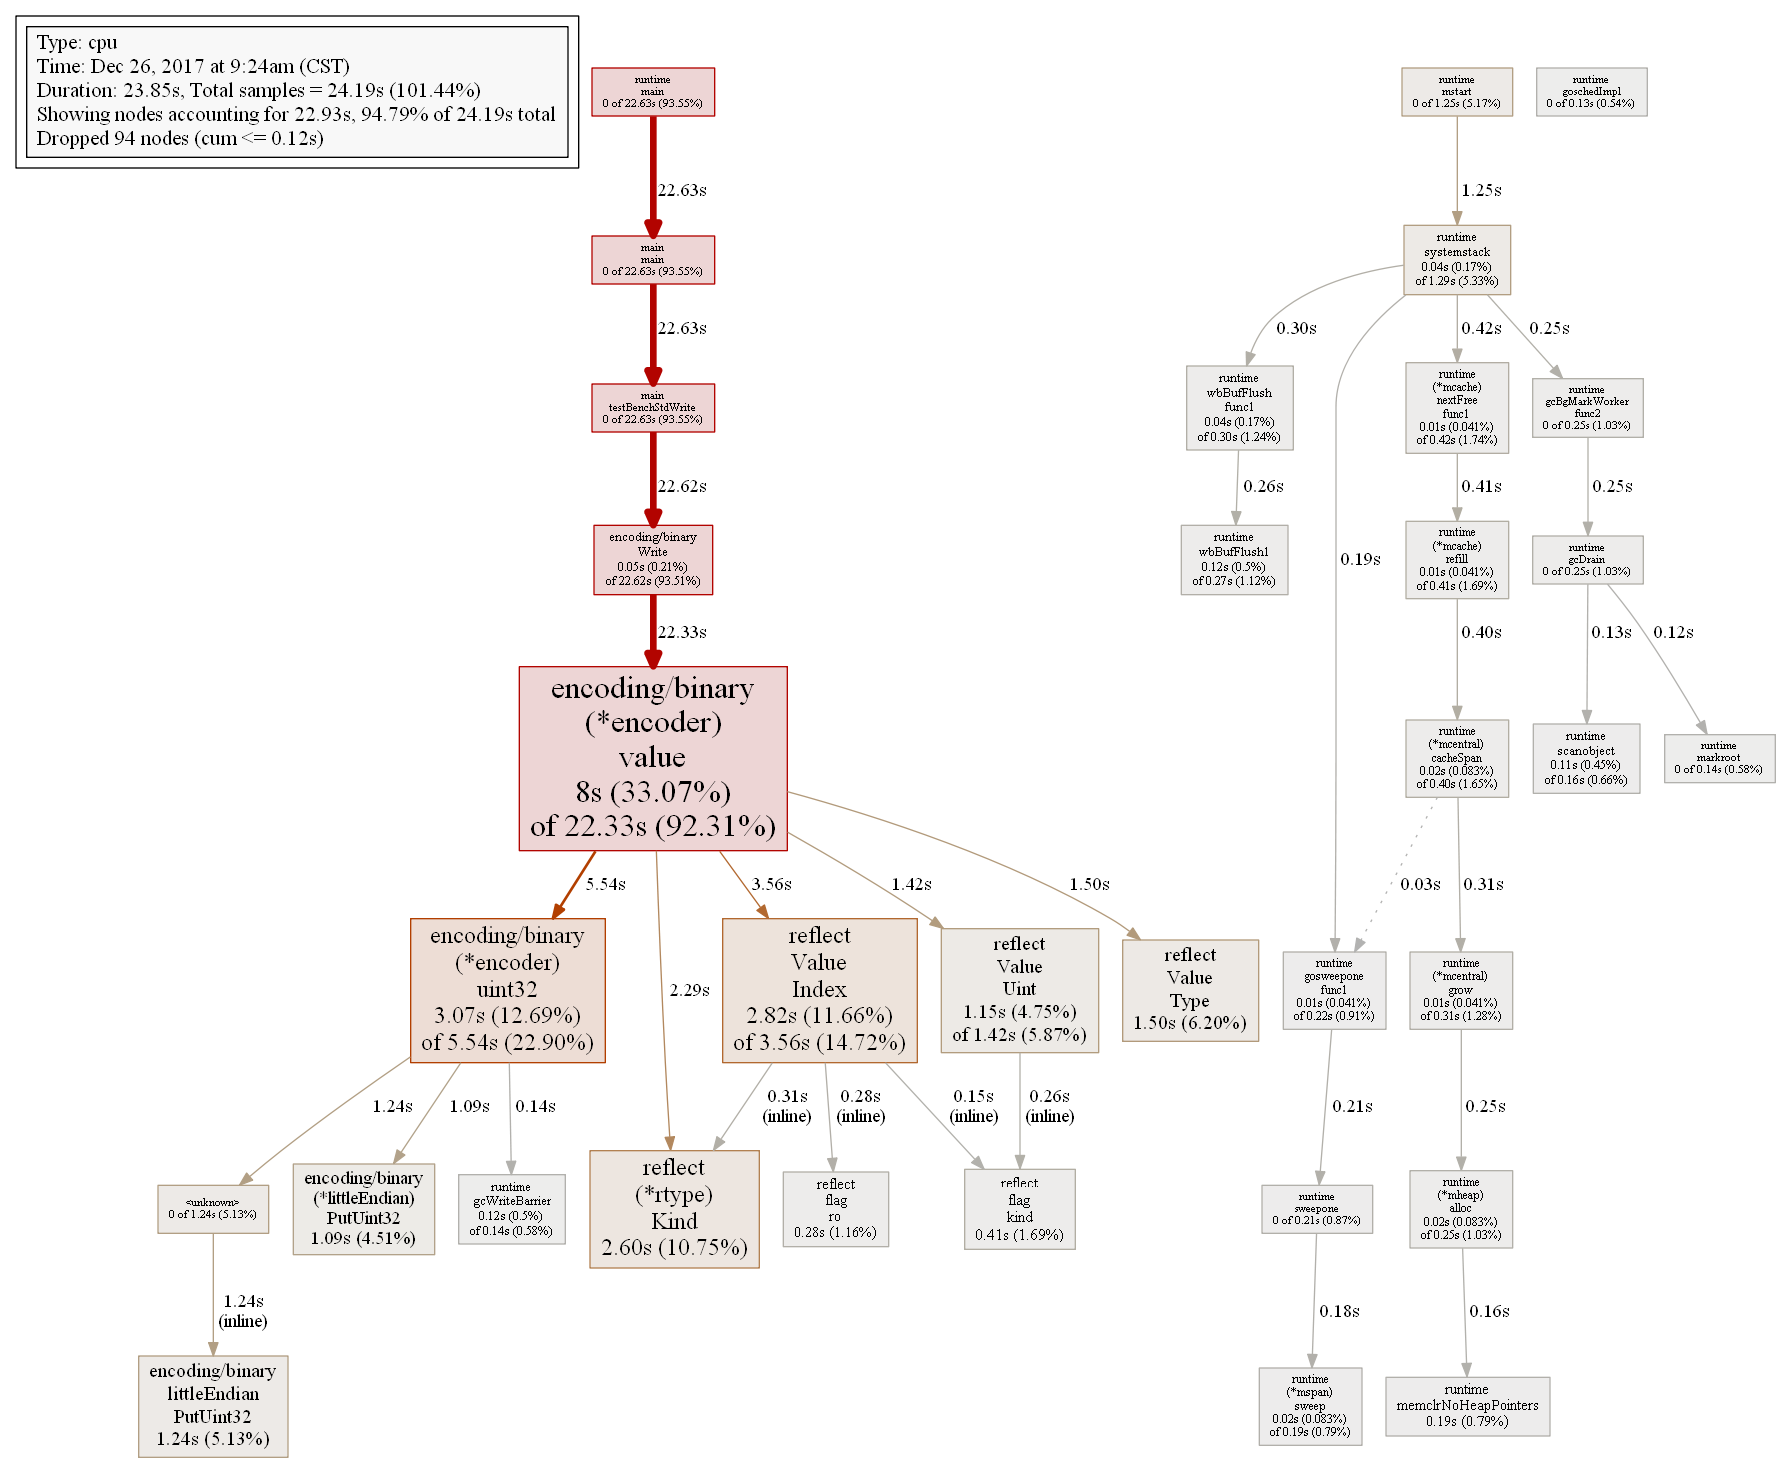 Type: cpu
Time: Dec 26, 2017 at 9:24am (CST)
Duration: 23.85s, Total samples = 24.19s (101.44%)
Showing nodes accounting for 22.93s, 94.79% of 24.19s total
Dropped 94 nodes (cum <= 0.12s)
runtime
main
0 of 22.63s (93.55%)
22.63s
main
main
0 of 22.63s (93.55%)
22.63s
main
testBenchStdWrite
0 of 22.63s (93.55%)
22.62s
encoding/binary
Write
0.05s (0.21%)
of 22.62s (93.51%)
22.33s
encoding/binary
(*encoder)
value
8s (33.07%)
of 22.33s (92.31%)
5.54s
2.29s
3.56s
1.42s
1.50s
encoding/binary
(*encoder)
uint32
3.07s (12.69%)
of 5.54s (22.90%)
reflect
Value
Index
2.82s (11.66%)
of 3.56s (14.72%)
reflect
Value
Uint
1.15s (4.75%)
of 1.42s (5.87%)
reflect
Value
Type
1.50s (6.20%)
1.24s
1.09s
0.14s
0.31s
(inline)
0.28s
(inline)
0.15s
(inline)
0.26s
(inline)
<unknown>
0 of 1.24s (5.13%)
encoding/binary
(*littleEndian)
PutUint32
1.09s (4.51%)
runtime
gcWriteBarrier
0.12s (0.5%)
of 0.14s (0.58%)
reflect
(*rtype)
Kind
2.60s (10.75%)
reflect
flag
ro
0.28s (1.16%)
reflect
flag
kind
0.41s (1.69%)
1.24s
(inline)
encoding/binary
littleEndian
PutUint32
1.24s (5.13%)
runtime
mstart
0 of 1.25s (5.17%)
runtime
goschedImpl
0 of 0.13s (0.54%)
1.25s
runtime
systemstack
0.04s (0.17%)
of 1.29s (5.33%)
0.30s
0.19s
0.42s
0.25s
runtime
wbBufFlush
func1
0.04s (0.17%)
of 0.30s (1.24%)
runtime
(*mcache)
nextFree
func1
0.01s (0.041%)
of 0.42s (1.74%)
runtime
gcBgMarkWorker
func2
0 of 0.25s (1.03%)
0.26s
0.41s
0.25s
runtime
wbBufFlush1
0.12s (0.5%)
of 0.27s (1.12%)
runtime
(*mcache)
refill
0.01s (0.041%)
of 0.41s (1.69%)
runtime
gcDrain
0 of 0.25s (1.03%)
0.40s
0.13s
0.12s
runtime
(*mcentral)
cacheSpan
0.02s (0.083%)
of 0.40s (1.65%)
runtime
scanobject
0.11s (0.45%)
of 0.16s (0.66%)
runtime
markroot
0 of 0.14s (0.58%)
0.03s
0.31s
runtime
gosweepone
func1
0.01s (0.041%)
of 0.22s (0.91%)
runtime
(*mcentral)
grow
0.01s (0.041%)
of 0.31s (1.28%)
0.21s
0.25s
runtime
sweepone
0 of 0.21s (0.87%)
runtime
(*mheap)
alloc
0.02s (0.083%)
of 0.25s (1.03%)
0.18s
0.16s
runtime
(*mspan)
sweep
0.02s (0.083%)
of 0.19s (0.79%)
runtime
memclrNoHeapPointers
0.19s (0.79%)